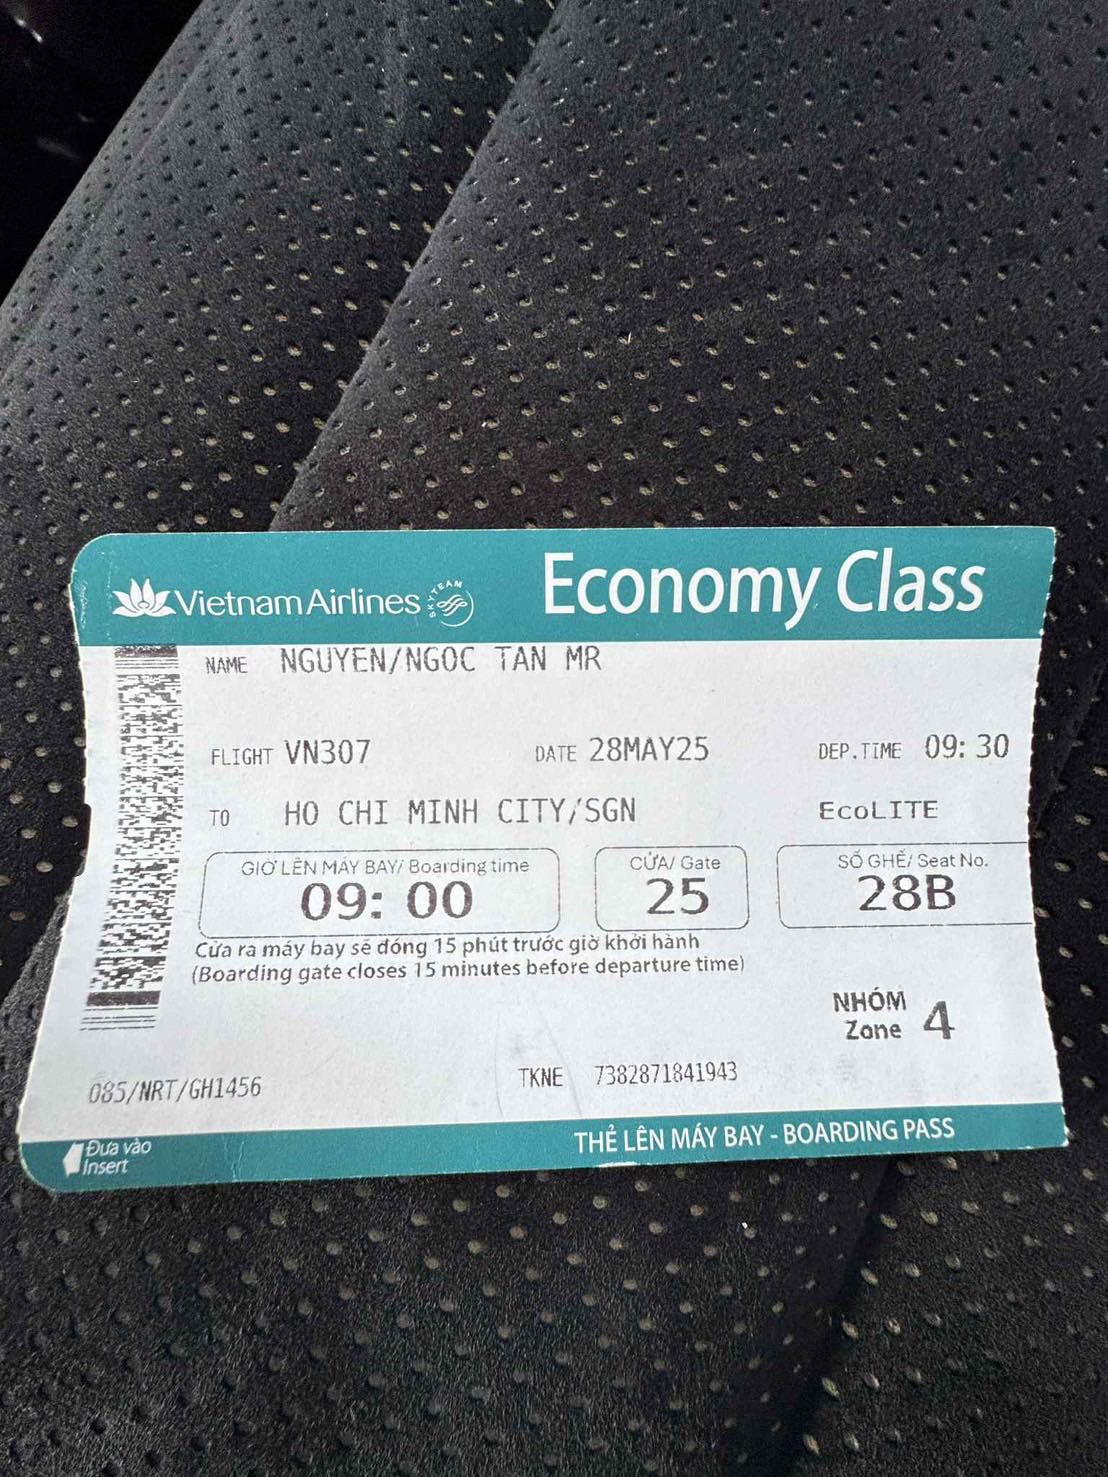 Vietnam Airlines SKYTEAM Economy Class
NAME NGUYEN/NGOC TAN MR
FLIGHT VN307 DATE 28MAY25 DEP.TIME 09: 30
TO HO CHI MINH CITY/SGN EcoLITE
GIỜ LÊN MÁY BAY/ Boarding time CỬA/ Gate SỐ GHẾ/ Seat No.
09: 00 25 28B
Cửa ra máy bay sẽ đóng 15 phút trước giờ khởi hành
(Boarding gate closes 15 minutes before departure time)
NHÓM
Zone 4
085/NRT/GH1456 TKNE 7382871841943
Đưa vào
Insert
THẺ LÊN MÁY BAY - BOARDING PASS